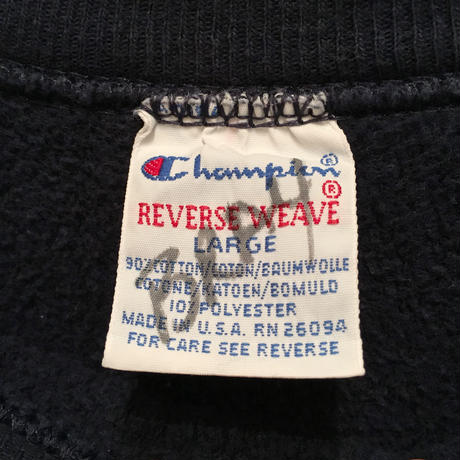 Champion®
REVERSE WEAVE®
LARGE
90% COTTON/COTON/BAUMWOLLE
COTONE/KATOEN/BOMULD
10% POLYESTER
MADE IN U.S.A. RN 26094
FOR CARE SEE REVERSE